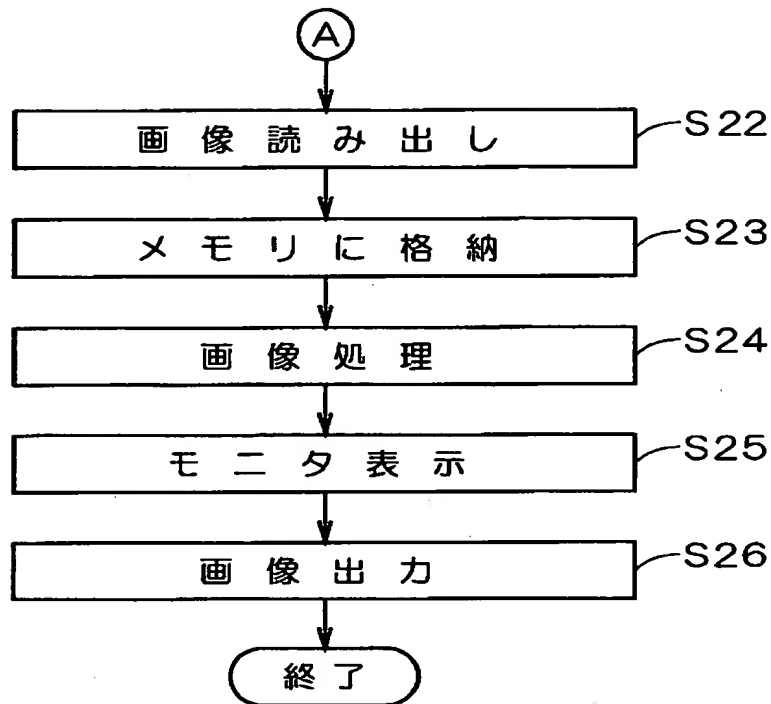 A
画像読み出し S22
メモリに格納 S23
画像処理 S24
モニタ表示 S25
画像出力 S26
終了